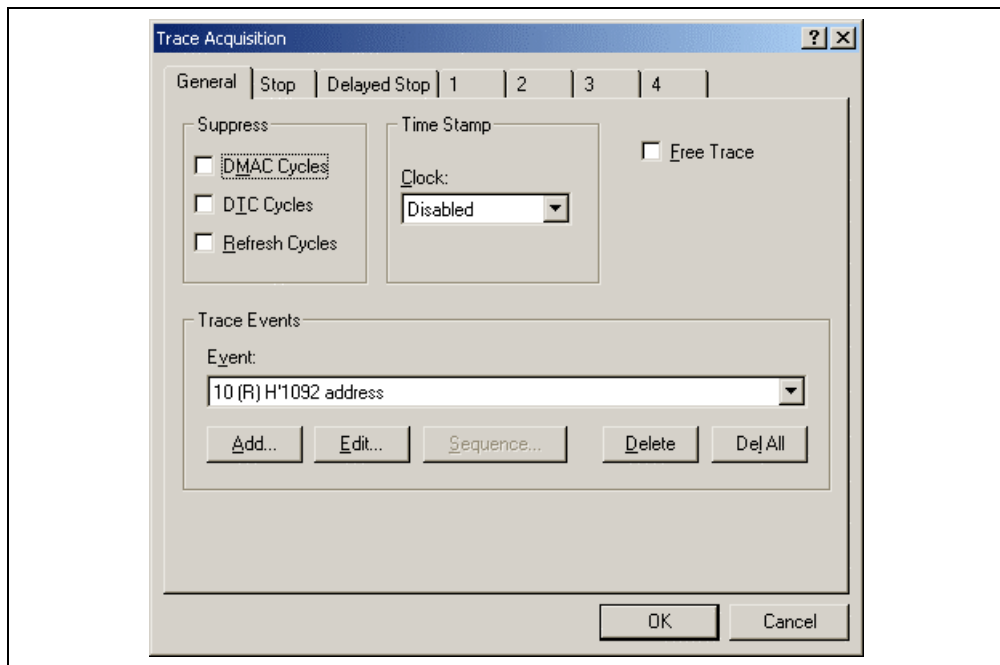 Trace Acquisition
General Stop Delayed Stop 1 2 3 4
Suppress
DMAC Cycles
DTC Cycles
Refresh Cycles
Time Stamp
Clock:
Disabled
Free Trace
Trace Events
Event:
10 (R) H'1092 address
Add... Edit... Sequence... Delete Del All
OK Cancel